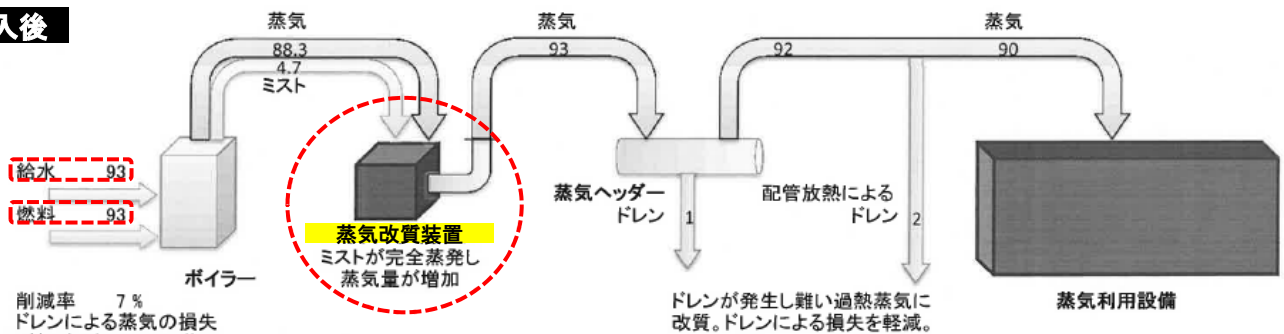 入後
蒸気
88.3
4.7
ミスト
蒸気
93
蒸気
92
90
給水 93
燃料 93
ボイラー
蒸気改質装置
ミストが完全蒸発し
蒸気量が増加
蒸気ヘッダー
ドレン
1
配管放熱による
ドレン
2
蒸気利用設備
削減率 7 %
ドレンによる蒸気の損失
ドレンが発生し難い過熱蒸気に
改質。ドレンによる損失を軽減。